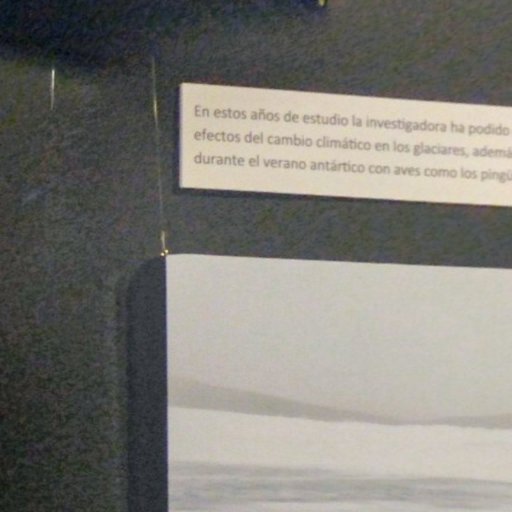 En estos años de estudio la investigadora ha podido
efectos del cambio climático en los glaciares, ademá
durante el verano antártico con aves como los pingü